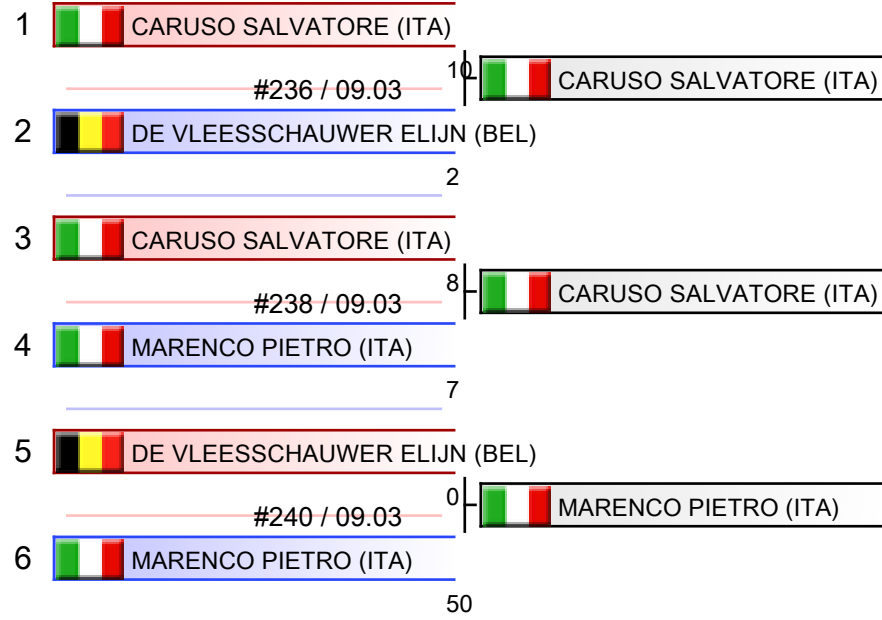 1 CARUSO SALVATORE (ITA)
10 CARUSO SALVATORE (ITA)
#236 / 09.03
2 DE VLEESSCHAUWER ELIJN (BEL)
2
3 CARUSO SALVATORE (ITA)
8 CARUSO SALVATORE (ITA)
#238 / 09.03
4 MARENCO PIETRO (ITA)
7
5 DE VLEESSCHAUWER ELIJN (BEL)
0 MARENCO PIETRO (ITA)
#240 / 09.03
6 MARENCO PIETRO (ITA)
50